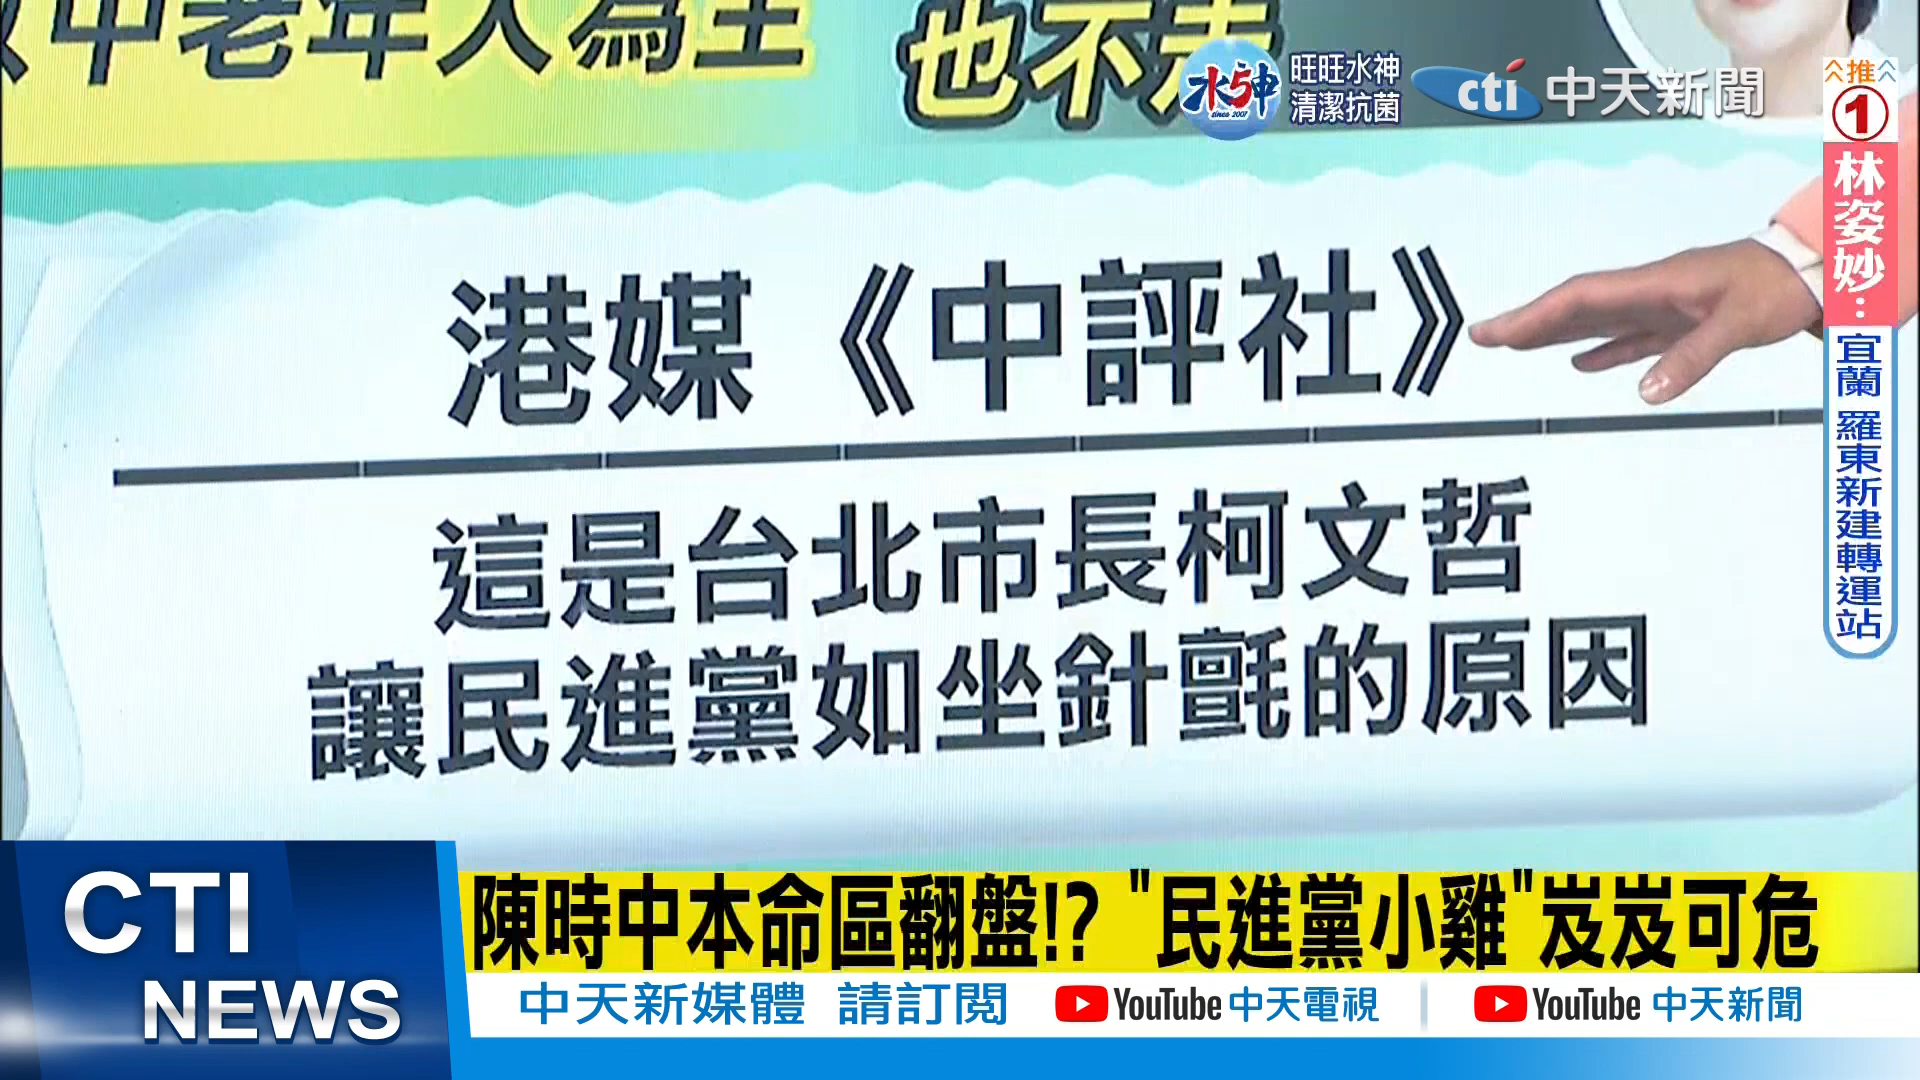 中老年人為主
也不
水神
since 2007
旺旺水神
清潔抗菌
cti 中天新聞
推
1
林姿妙：
宜蘭 羅東新建轉運站
港媒《中評社》
這是台北市長柯文哲
讓民進黨如坐針氈的原因
CTI
NEWS
陳時中本命區翻盤!? "民進黨小雞"岌岌可危
中天新媒體 請訂閱 YouTube 中天電視 | YouTube 中天新聞